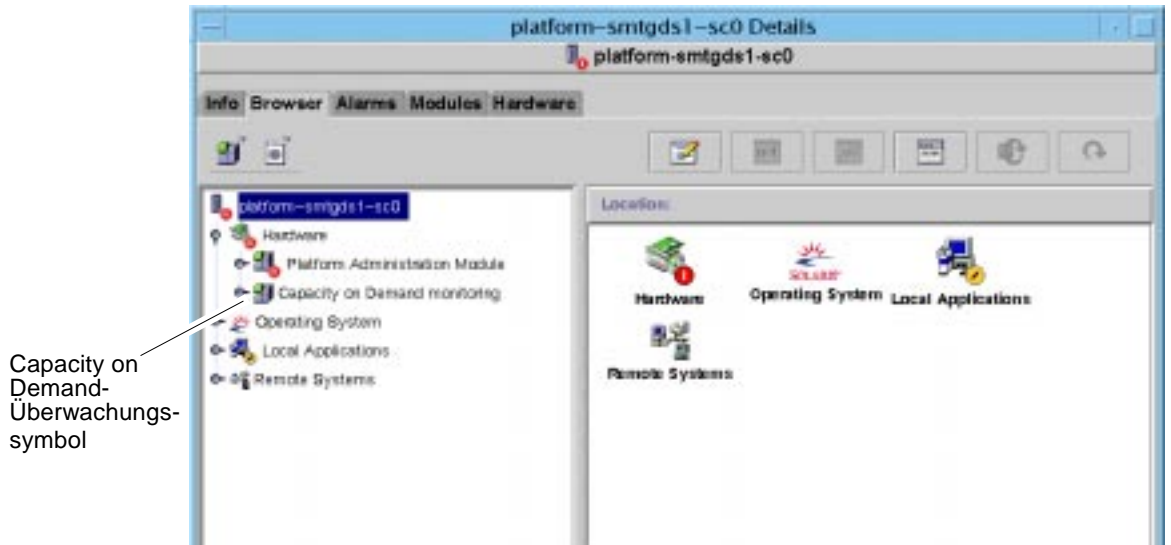 platform-smtgds1-sc0 Details
platform-smtgds1-sc0
Info Browser Alarms Modules Hardware
platform-smtgds1-sc0
Location:
Hardware
Platform Administration Module
Capacity on Demand monitoring
Operating System
Local Applications
Remote Systems
Hardware
SOLARIS
Operating System
Local Applications
Remote Systems
Capacity on
Demand-
Überwachungs-
symbol